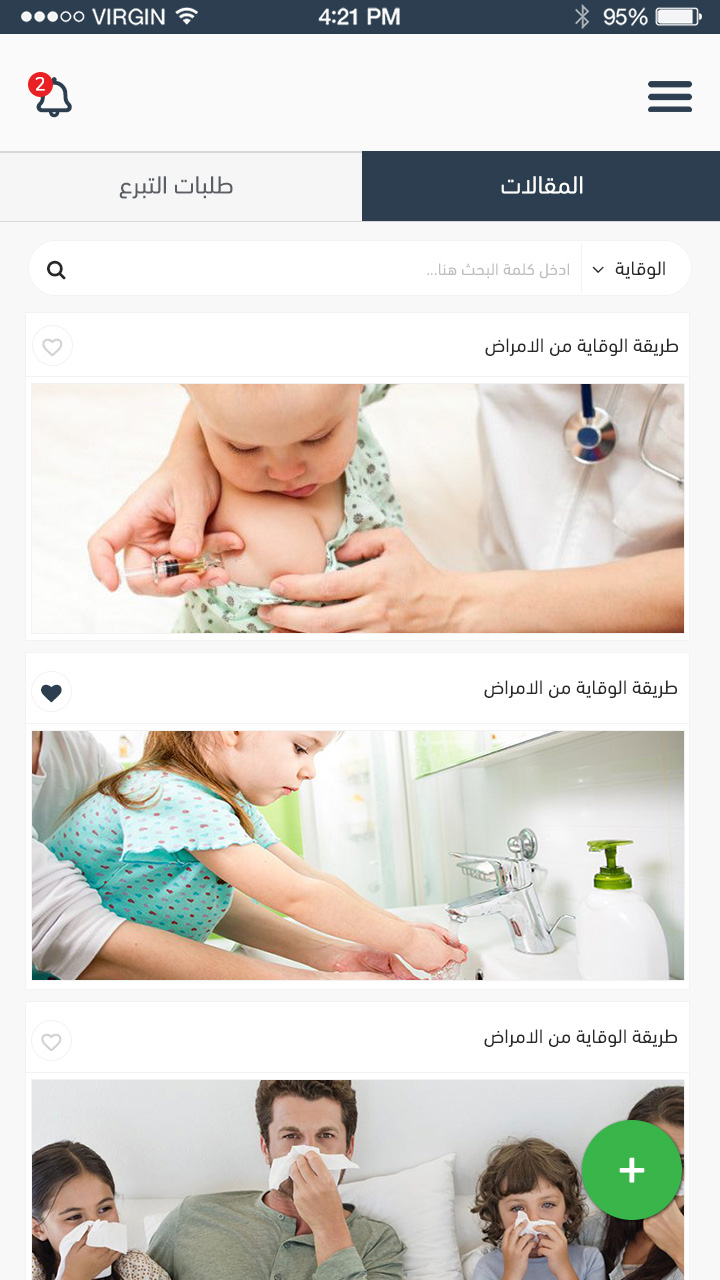 VIRGIN 4:21 PM 95%
2
المقالات
طلبات التبرع
الوقاية
ادخل كلمة البحث هنا...
طريقة الوقاية من الامراض
طريقة الوقاية من الامراض
طريقة الوقاية من الامراض
+